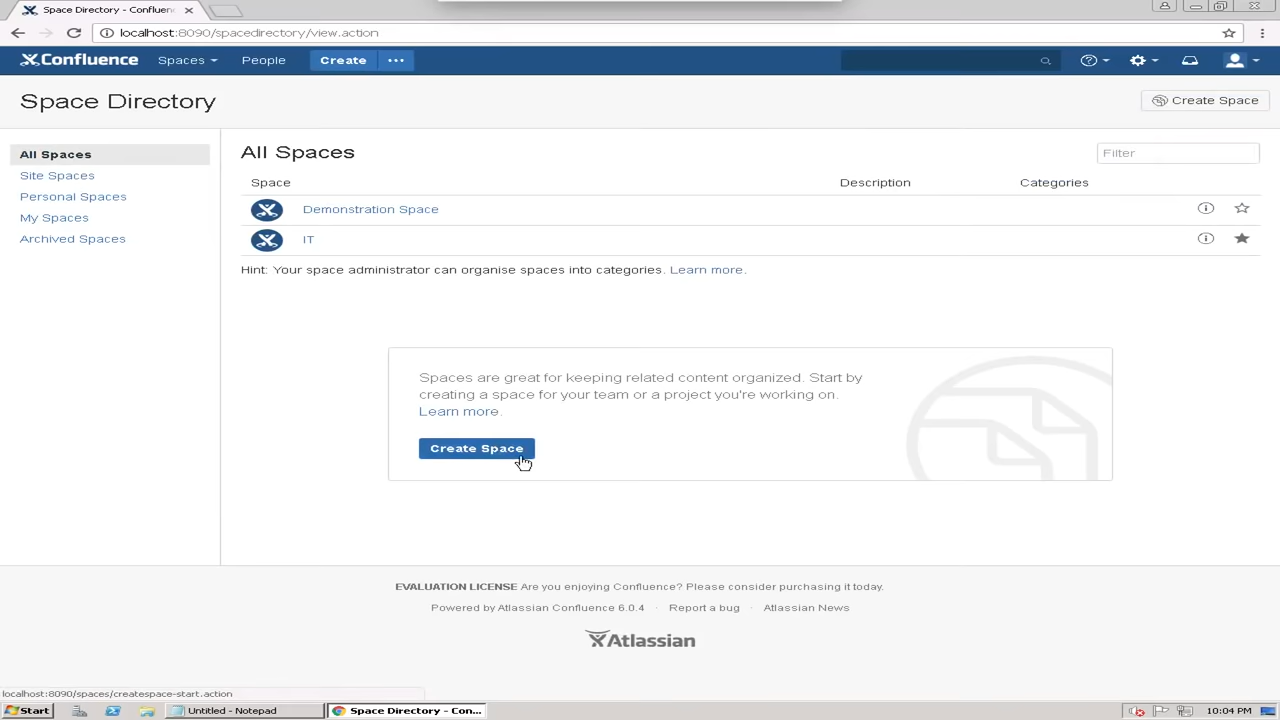 Space Directory - Confluenc
localhost:8090/spacedirectory/view.action
Confluence Spaces People Create ···
Space Directory
Create Space
All Spaces
Site Spaces
Personal Spaces
My Spaces
Archived Spaces
All Spaces
Filter
Space Description Categories
Demonstration Space
IT
Hint: Your space administrator can organise spaces into categories. Learn more.
Spaces are great for keeping related content organized. Start by
creating a space for your team or a project you're working on.
Learn more.
Create Space
EVALUATION LICENSE Are you enjoying Confluence? Please consider purchasing it today.
Powered by Atlassian Confluence 6.0.4 · Report a bug · Atlassian News
Atlassian
localhost:8090/spaces/createspace-start.action
Start Untitled - Notepad Space Directory - Con... 10:04 PM